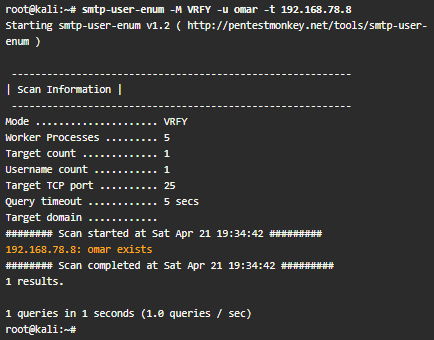 root@kali:~# smtp-user-enum -M VRFY -u omar -t 192.168.78.8
Starting smtp-user-enum v1.2 ( http://pentestmonkey.net/tools/smtp-user-
enum )
----------------------------------------------------------
| Scan Information |
----------------------------------------------------------
Mode ..................... VRFY
Worker Processes ......... 5
Target count ............. 1
Username count ........... 1
Target TCP port .......... 25
Query timeout ............ 5 secs
Target domain ............
######## Scan started at Sat Apr 21 19:34:42 #########
192.168.78.8: omar exists
######## Scan completed at Sat Apr 21 19:34:42 #########
1 results.
1 queries in 1 seconds (1.0 queries / sec)
root@kali:~#